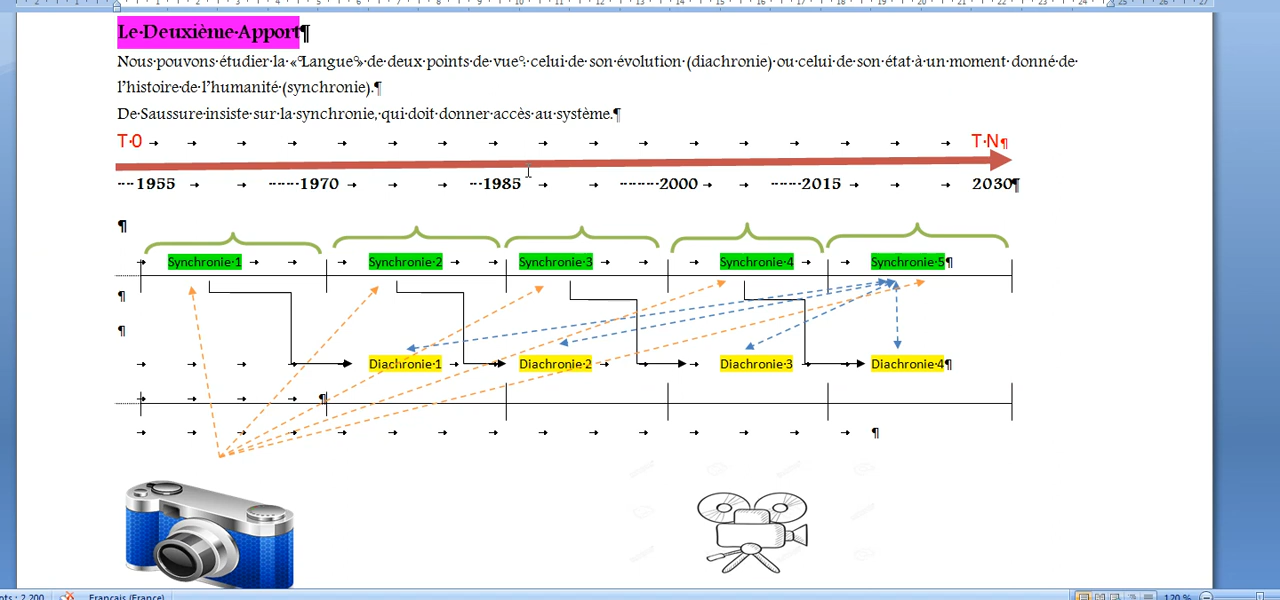 Le Deuxième Apport
Nous pouvons étudier la « Langue » de deux points de vue : celui de son évolution (diachronie) ou celui de son état à un moment donné de
l'histoire de l'humanité (synchronie).
De Saussure insiste sur la synchronie, qui doit donner accès au système.
T 0 T N
1955 1970 1985 2000 2015 2030
Synchronie 1 Synchronie 2 Synchronie 3 Synchronie 4 Synchronie 5
Diachronie 1 Diachronie 2 Diachronie 3 Diachronie 4
Français (France) 120 %